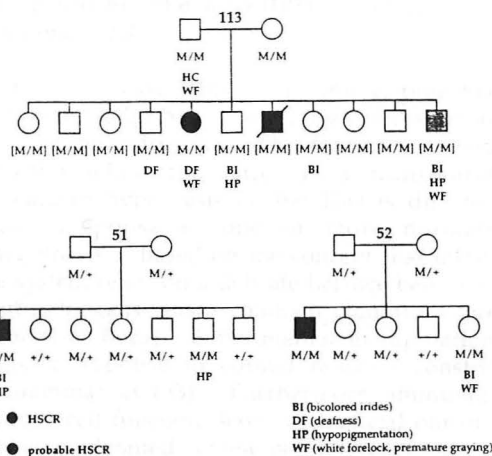 113
M/M M/M
HC
WF
[M/M] [M/M] [M/M] [M/M] M/M [M/M] [M/M] [M/M] [M/M] [M/M] [M/M]
DF DF BI BI BI
WF HP HP
WF
51 52
M/+ M/+ M/+ M/+
M/M +/+ M/+ M/+ M/+ M/M +/+ M/M M/+ M/+ +/+ M/M
BI HP BI
HP WF
HSCR
probable HSCR
BI (bicolored irides)
DF (deafness)
HP (hypopigmentation)
WF (white forelock, premature graying)